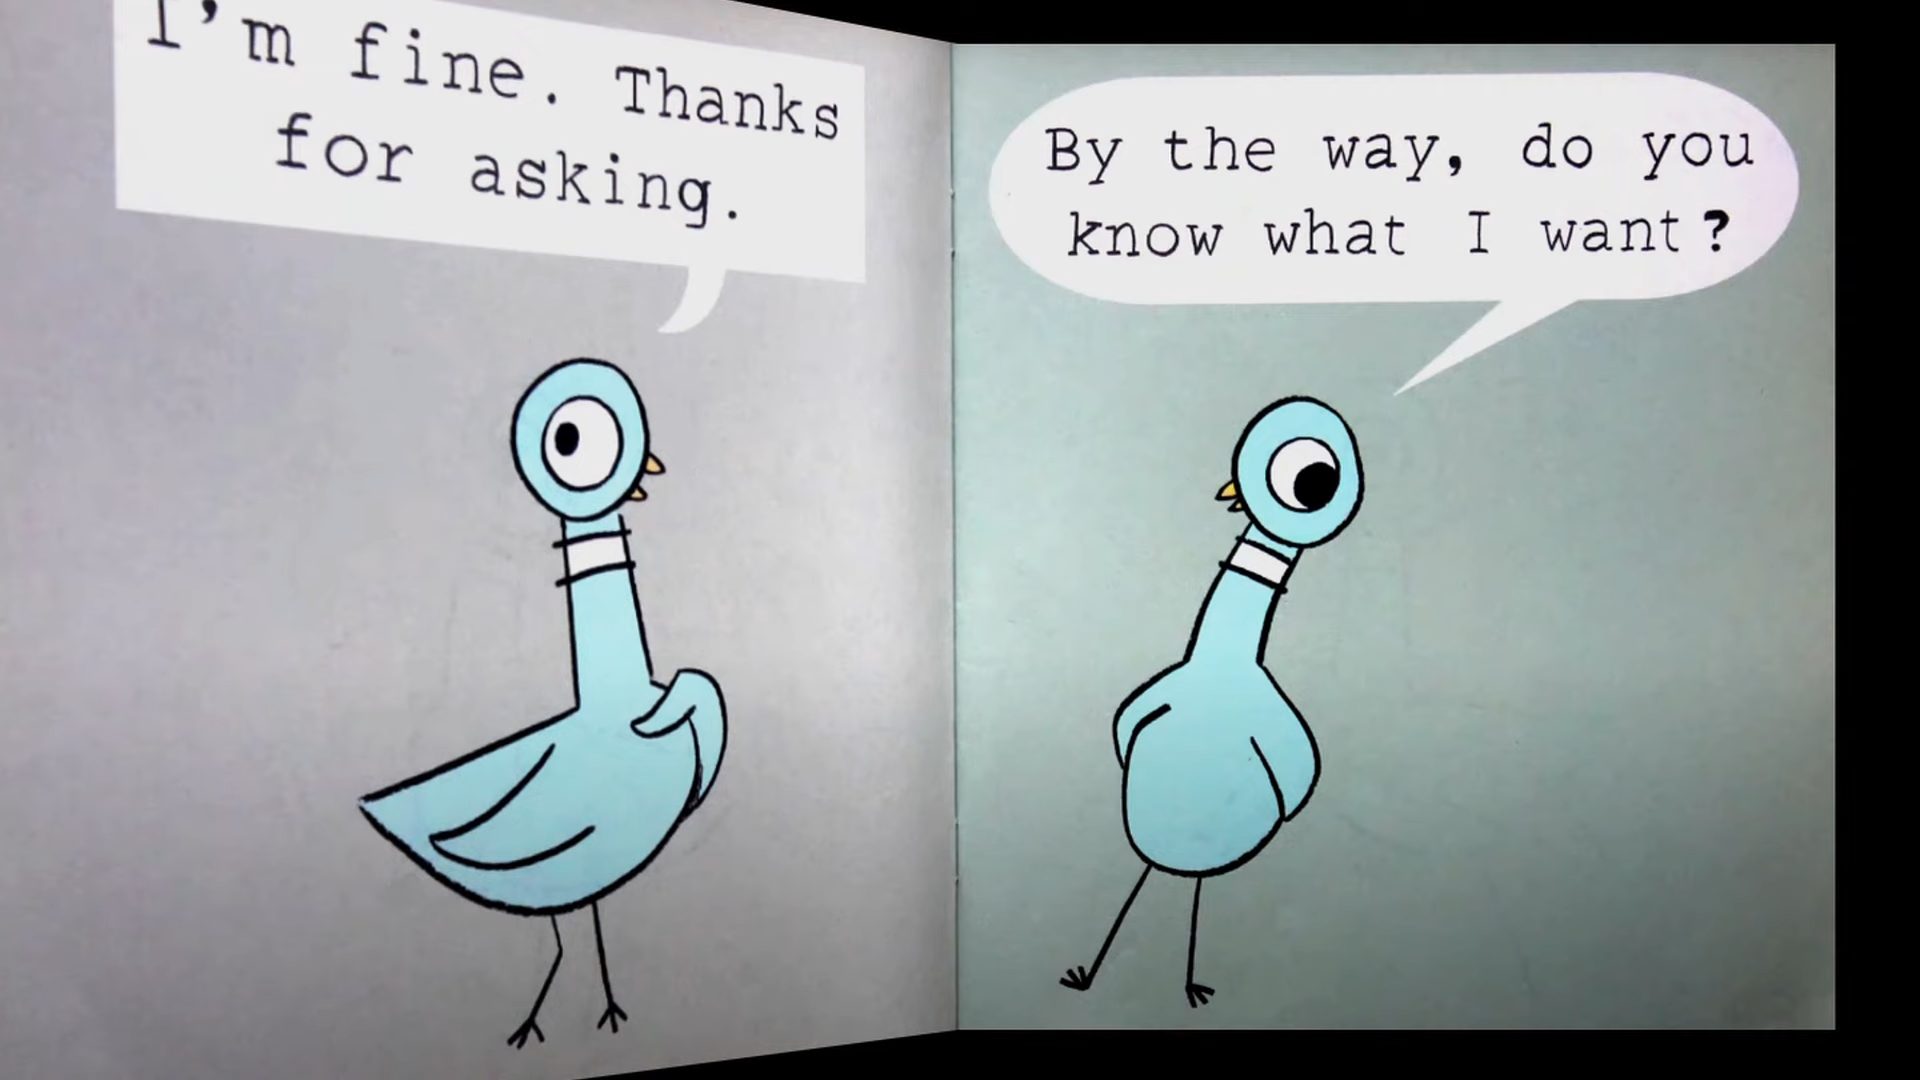 I'm fine. Thanks
for asking.
By the way, do you
know what I want?